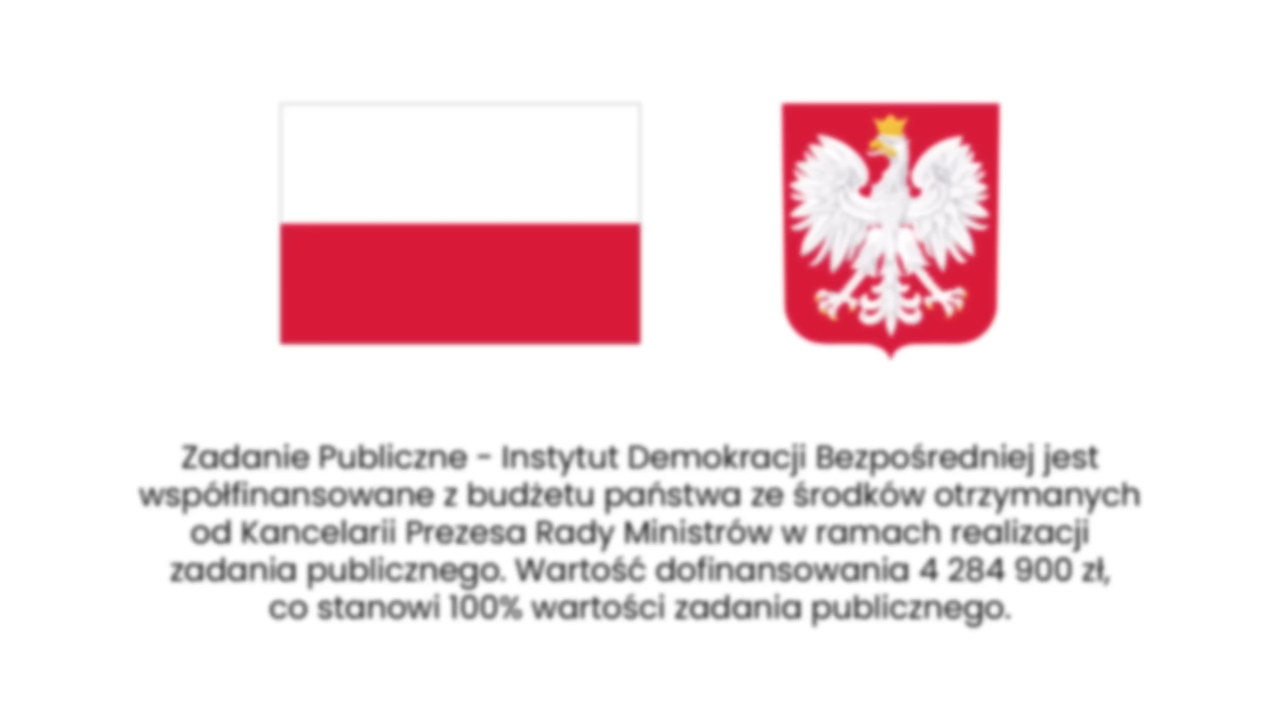 Zadanie Publiczne - Instytut Demokracji Bezpośredniej jest
współfinansowane z budżetu państwa ze środków otrzymanych
od Kancelarii Prezesa Rady Ministrów w ramach realizacji
zadania publicznego. Wartość dofinansowania 4 284 900 zł,
co stanowi 100% wartości zadania publicznego.